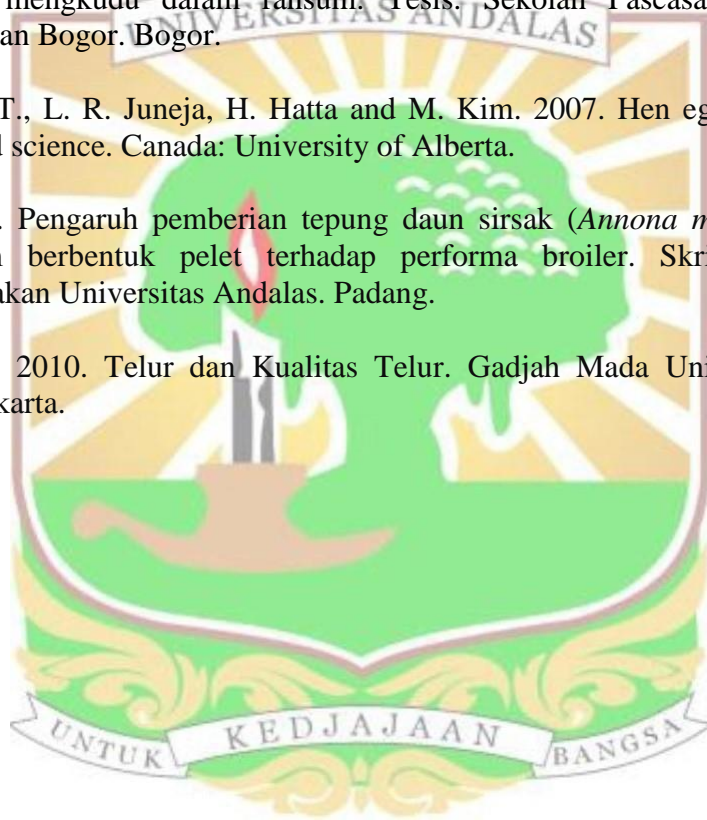 mengkudu dalam ransum. Tesis. Sekolah Pascasa
UNIVERSITAS ANDALAS
an Bogor. Bogor.
T., L. R. Juneja, H. Hatta and M. Kim. 2007. Hen eg
d science. Canada: University of Alberta.
. Pengaruh pemberian tepung daun sirsak (Annona m
berbentuk pelet terhadap performa broiler. Skri
akan Universitas Andalas. Padang.
2010. Telur dan Kualitas Telur. Gadjah Mada Uni
karta.
UNTUK KEDJAJAAN BANGSA